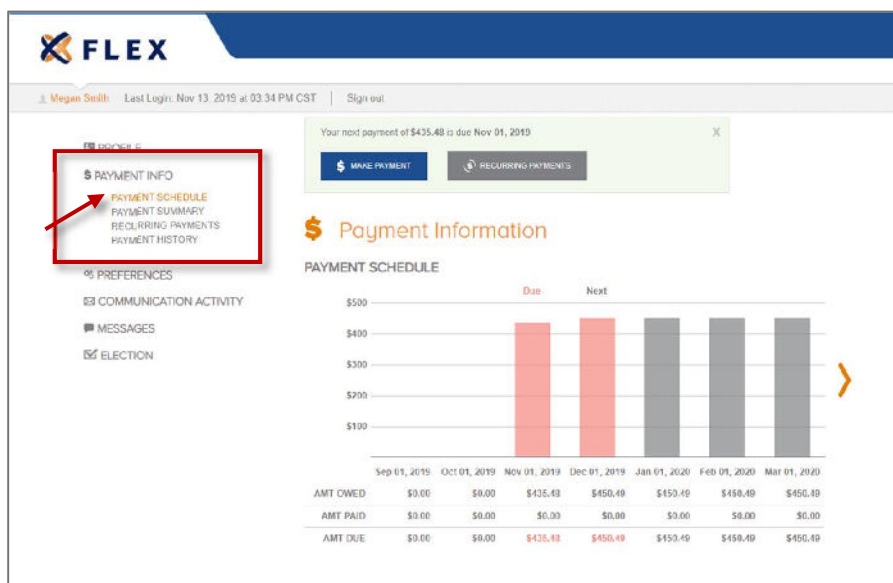 FLEX
Megan Smith Last Login: Nov 13, 2019 at 03:34 PM CST Sign out
Your next payment of $435.48 is due Nov 01, 2019 X
$ MAKE PAYMENT RECURRING PAYMENTS
PROFILE
$ PAYMENT INFO
PAYMENT SCHEDULE
PAYMENT SUMMARY
RECURRING PAYMENTS
PAYMENT HISTORY
PREFERENCES
COMMUNICATION ACTIVITY
MESSAGES
ELECTION
$ Payment Information
PAYMENT SCHEDULE
Due Next
$500
$400
$300
$200
$100
Sep 01, 2019 Oct 01, 2019 Nov 01, 2019 Dec 01, 2019 Jan 01, 2020 Feb 01, 2020 Mar 01, 2020
AMT OWED $0.00 $0.00 $435.48 $450.49 $450.49 $450.49 $450.49
AMT PAID $0.00 $0.00 $0.00 $0.00 $0.00 $0.00 $0.00
AMT DUE $0.00 $0.00 $435.48 $450.49 $450.49 $450.49 $450.49